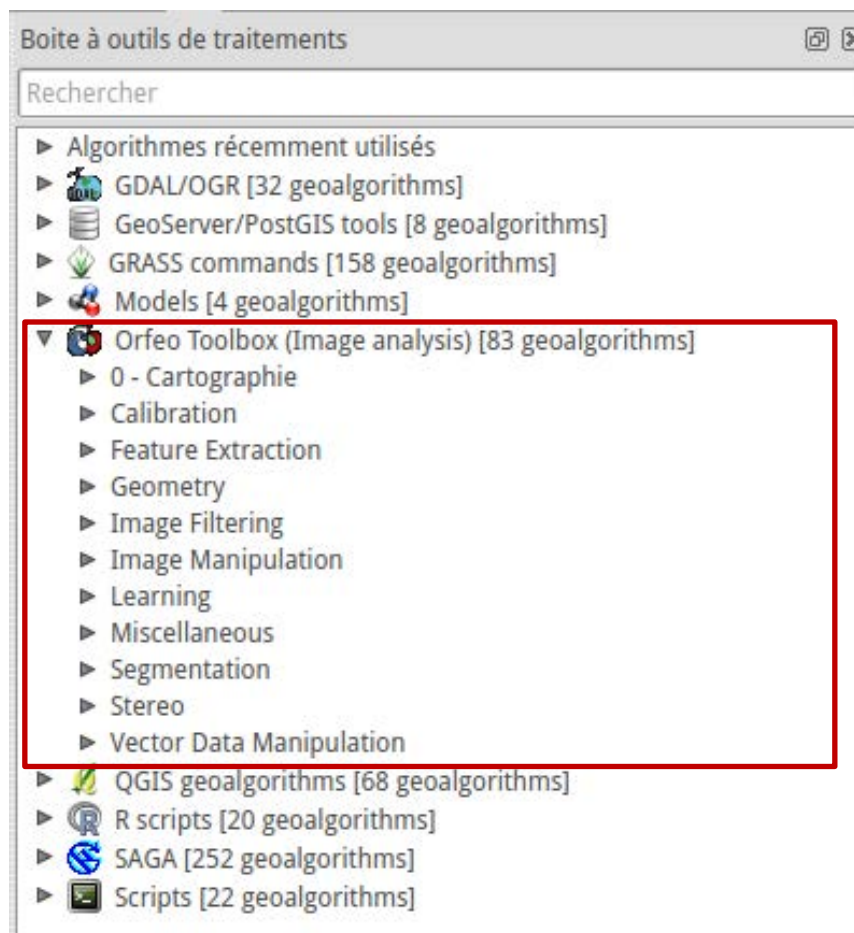 Boite à outils de traitements
Rechercher
Algorithmes récemment utilisés
GDAL/OGR [32 geoalgorithms]
GeoServer/PostGIS tools [8 geoalgorithms]
GRASS commands [158 geoalgorithms]
Models [4 geoalgorithms]
Orfeo Toolbox (Image analysis) [83 geoalgorithms]
0 - Cartographie
Calibration
Feature Extraction
Geometry
Image Filtering
Image Manipulation
Learning
Miscellaneous
Segmentation
Stereo
Vector Data Manipulation
QGIS geoalgorithms [68 geoalgorithms]
R scripts [20 geoalgorithms]
SAGA [252 geoalgorithms]
Scripts [22 geoalgorithms]